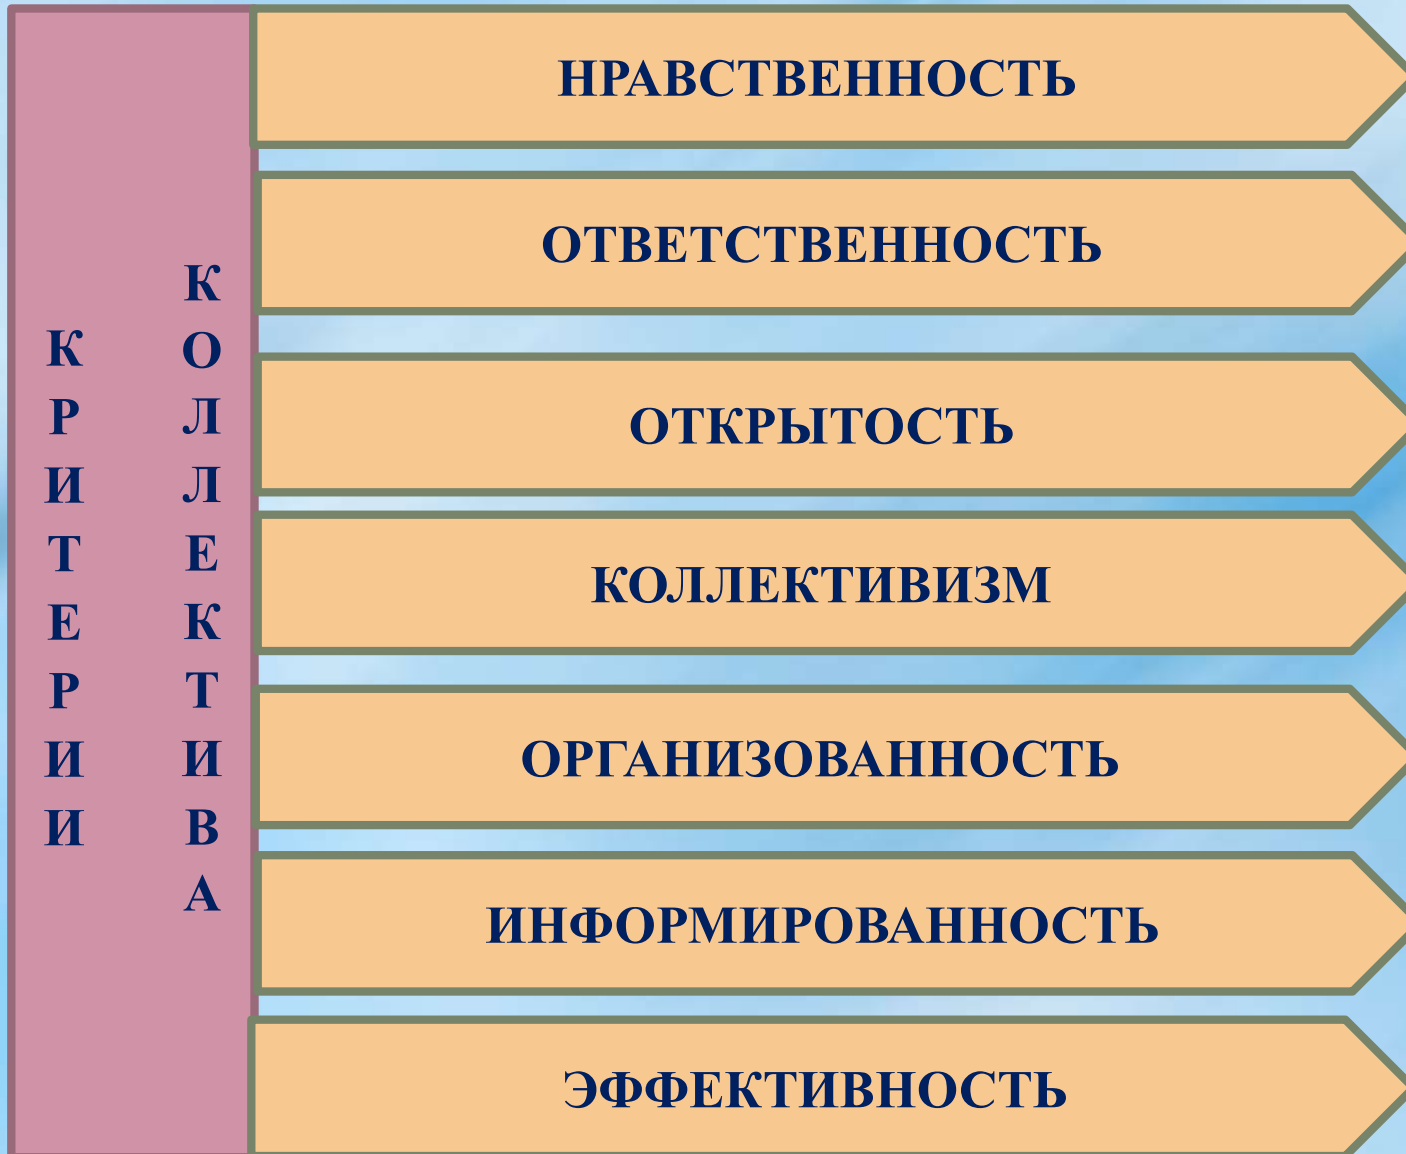 КРИТЕРИИ
КОЛЛЕКТИВА
НРАВСТВЕННОСТЬ
ОТВЕТСТВЕННОСТЬ
ОТКРЫТОСТЬ
КОЛЛЕКТИВИЗМ
ОРГАНИЗОВАННОСТЬ
ИНФОРМИРОВАННОСТЬ
ЭФФЕКТИВНОСТЬ